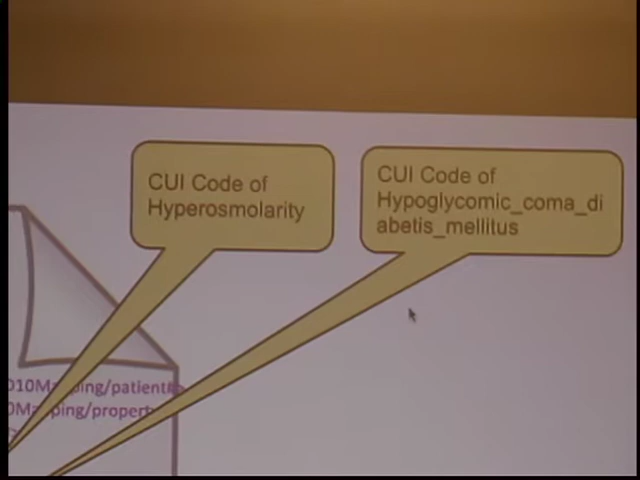 CUI Code of
Hyperosmolarity
CUI Code of
Hypoglycomic_coma_di
abetis_mellitus